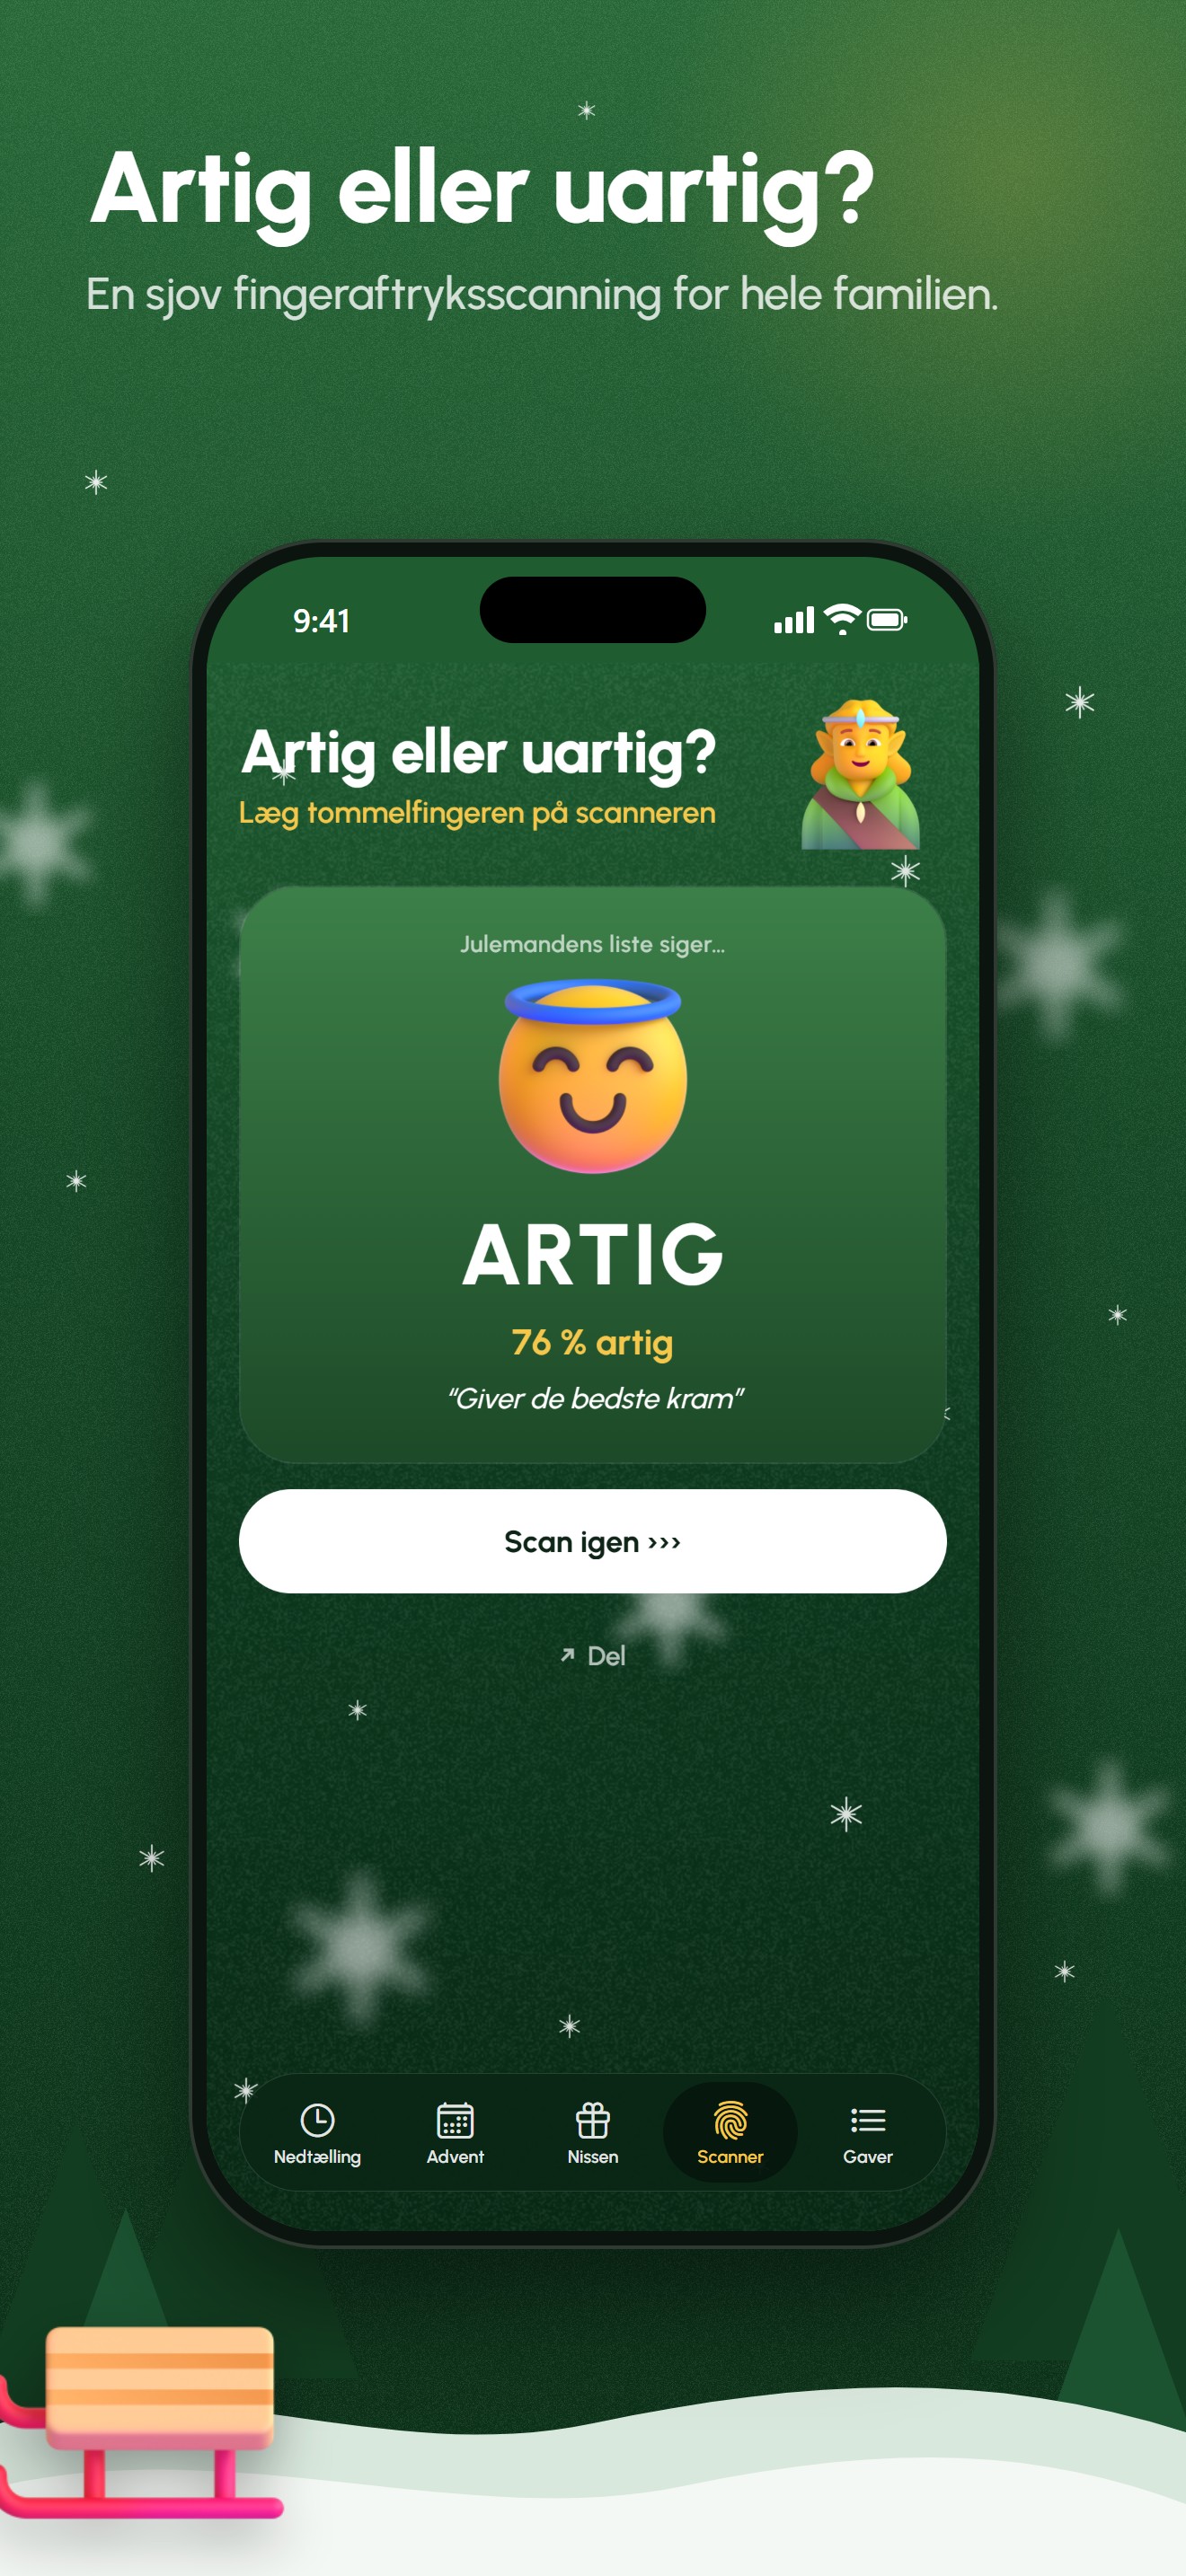 Artig eller uartig?
En sjov fingeraftryksscanning for hele familien.
9:41
Artig eller uartig?
Læg tommelfingeren på scanneren
Julemandens liste siger...
ARTIG
76 % artig
“Giver de bedste kram”
Scan igen ›››
↗ Del
Nedtælling
Advent
Nissen
Scanner
Gaver